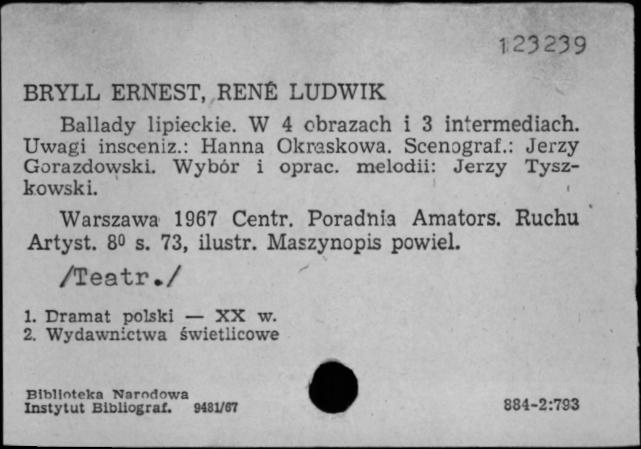 123239
BRYLL ERNEST, RENÉ LUDWIK
Ballady lipieckie. W 4 obrazach i 3 intermediach.
Uwagi insceniz.: Hanna Okraskowa. Scenograf.: Jerzy
Gorazdowski. Wybór i oprac. melodii: Jerzy Tysz-
kowski.
Warszawa 1967 Centr. Poradnia Amators. Ruchu
Artyst. 8⁰ s. 73, ilustr. Maszynopis powiel.
/Teatr./
1. Dramat polski — XX w.
2. Wydawnictwa świetlicowe
Biblioteka Narodowa
Instytut Bibliograf. 9481/67
884-2:793